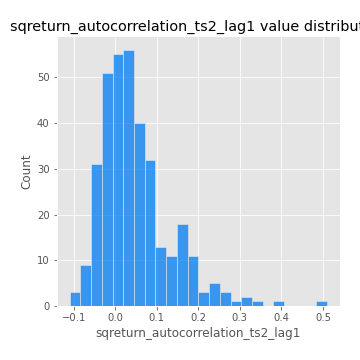 sqreturn_autocorrelation_ts2_lag1 value distribut
50
40
30
20
10
0
Count
−0.1 0.0 0.1 0.2 0.3 0.4 0.5
sqreturn_autocorrelation_ts2_lag1